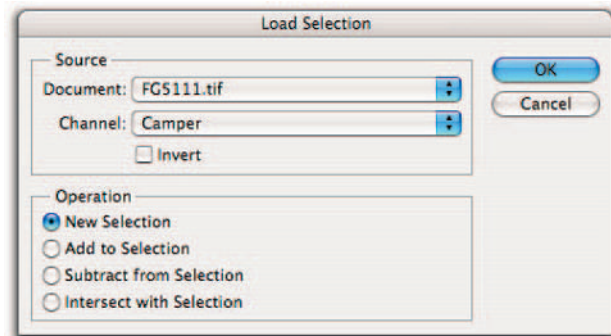 Load Selection
Source
Document: FG5111.tif
Channel: Camper
Invert
OK
Cancel
Operation
New Selection
Add to Selection
Subtract from Selection
Intersect with Selection